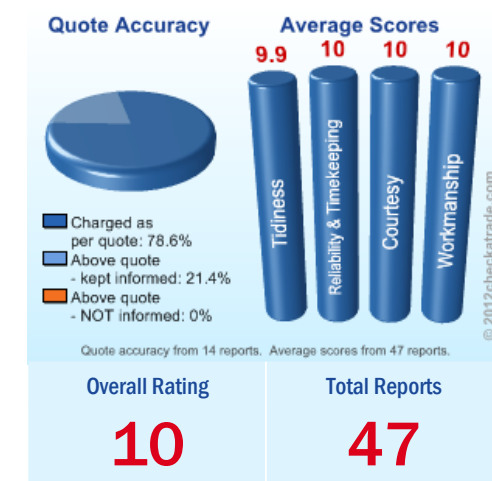 Quote Accuracy
Average Scores
9.9
10
10
10
Tidiness
Reliability & Timekeeping
Courtesy
Workmanship
Charged as
per quote: 78.6%
Above quote
- kept informed: 21.4%
Above quote
- NOT informed: 0%
© 2012checkatrade.com
Quote accuracy from 14 reports. Average scores from 47 reports.
Overall Rating
Total Reports
10
47